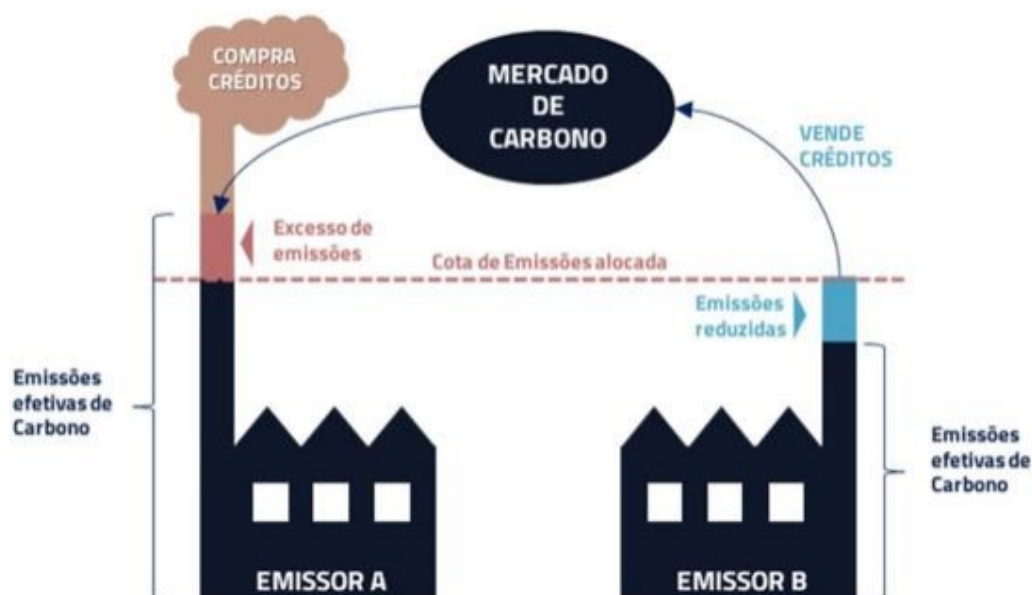 COMPRA
CRÉDITOS
MERCADO
DE
CARBONO
VENDE
CRÉDITOS
Excesso de
emissões
Cota de Emissões alocada
Emissões
reduzidas
Emissões
efetivas de
Carbono
Emissões
efetivas de
Carbono
EMISSOR A
EMISSOR B